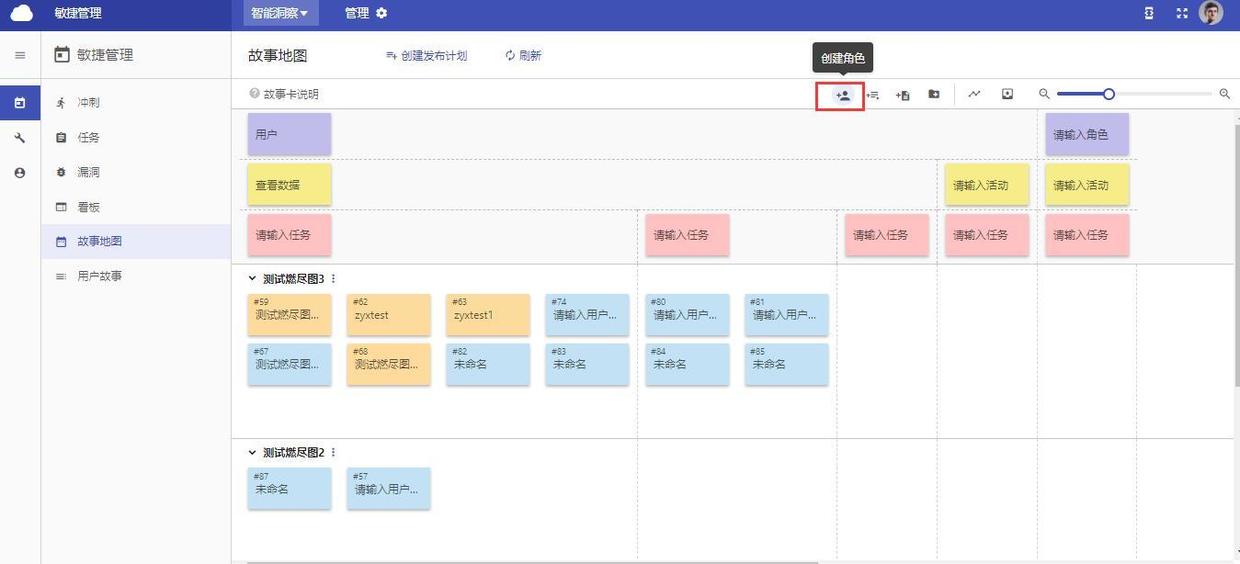 敏捷管理
智能洞察
管理
敏捷管理
故事地图
创建发布计划
刷新
创建角色
故事卡说明
冲刺
任务
漏洞
看板
故事地图
用户故事
用户
请输入角色
查看数据
请输入活动
请输入活动
请输入任务
请输入任务
请输入任务
请输入任务
请输入任务
测试燃尽图3
#59
测试燃尽图...
#62
zyxtest
#63
zyxtest1
#74
请输入用户...
#80
请输入用户...
#81
请输入用户...
#67
测试燃尽图...
#68
测试燃尽图...
#82
未命名
#83
未命名
#84
未命名
#85
未命名
测试燃尽图2
#87
未命名
#57
请输入用户...